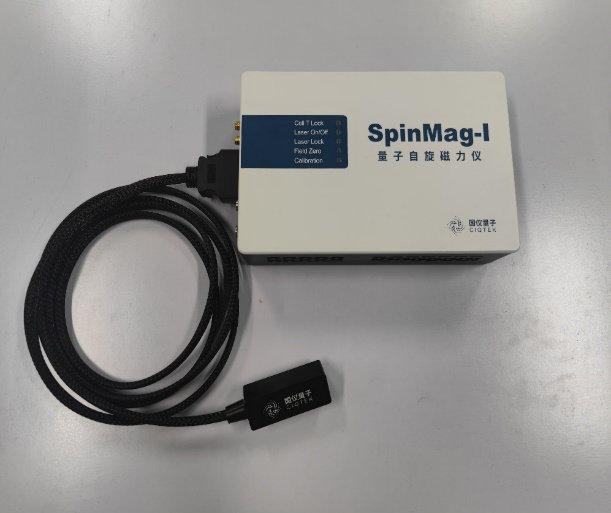 Cell T Lock
Laser On/Off
Laser Lock
Field Zero
Calibration
SpinMag-I
量子自旋磁力仪
国仪量子
CIQTEK
国仪量子
CIQTEK